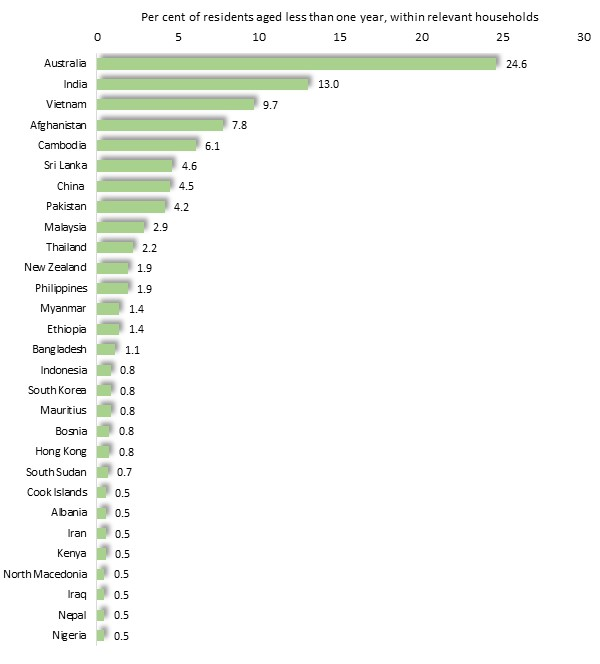 Per cent of residents aged less than one year, within relevant households
0 5 10 15 20 25 30
Australia 24.6
India 13.0
Vietnam 9.7
Afghanistan 7.8
Cambodia 6.1
Sri Lanka 4.6
China 4.5
Pakistan 4.2
Malaysia 2.9
Thailand 2.2
New Zealand 1.9
Philippines 1.9
Myanmar 1.4
Ethiopia 1.4
Bangladesh 1.1
Indonesia 0.8
South Korea 0.8
Mauritius 0.8
Bosnia 0.8
Hong Kong 0.8
South Sudan 0.7
Cook Islands 0.5
Albania 0.5
Iran 0.5
Kenya 0.5
North Macedonia 0.5
Iraq 0.5
Nepal 0.5
Nigeria 0.5